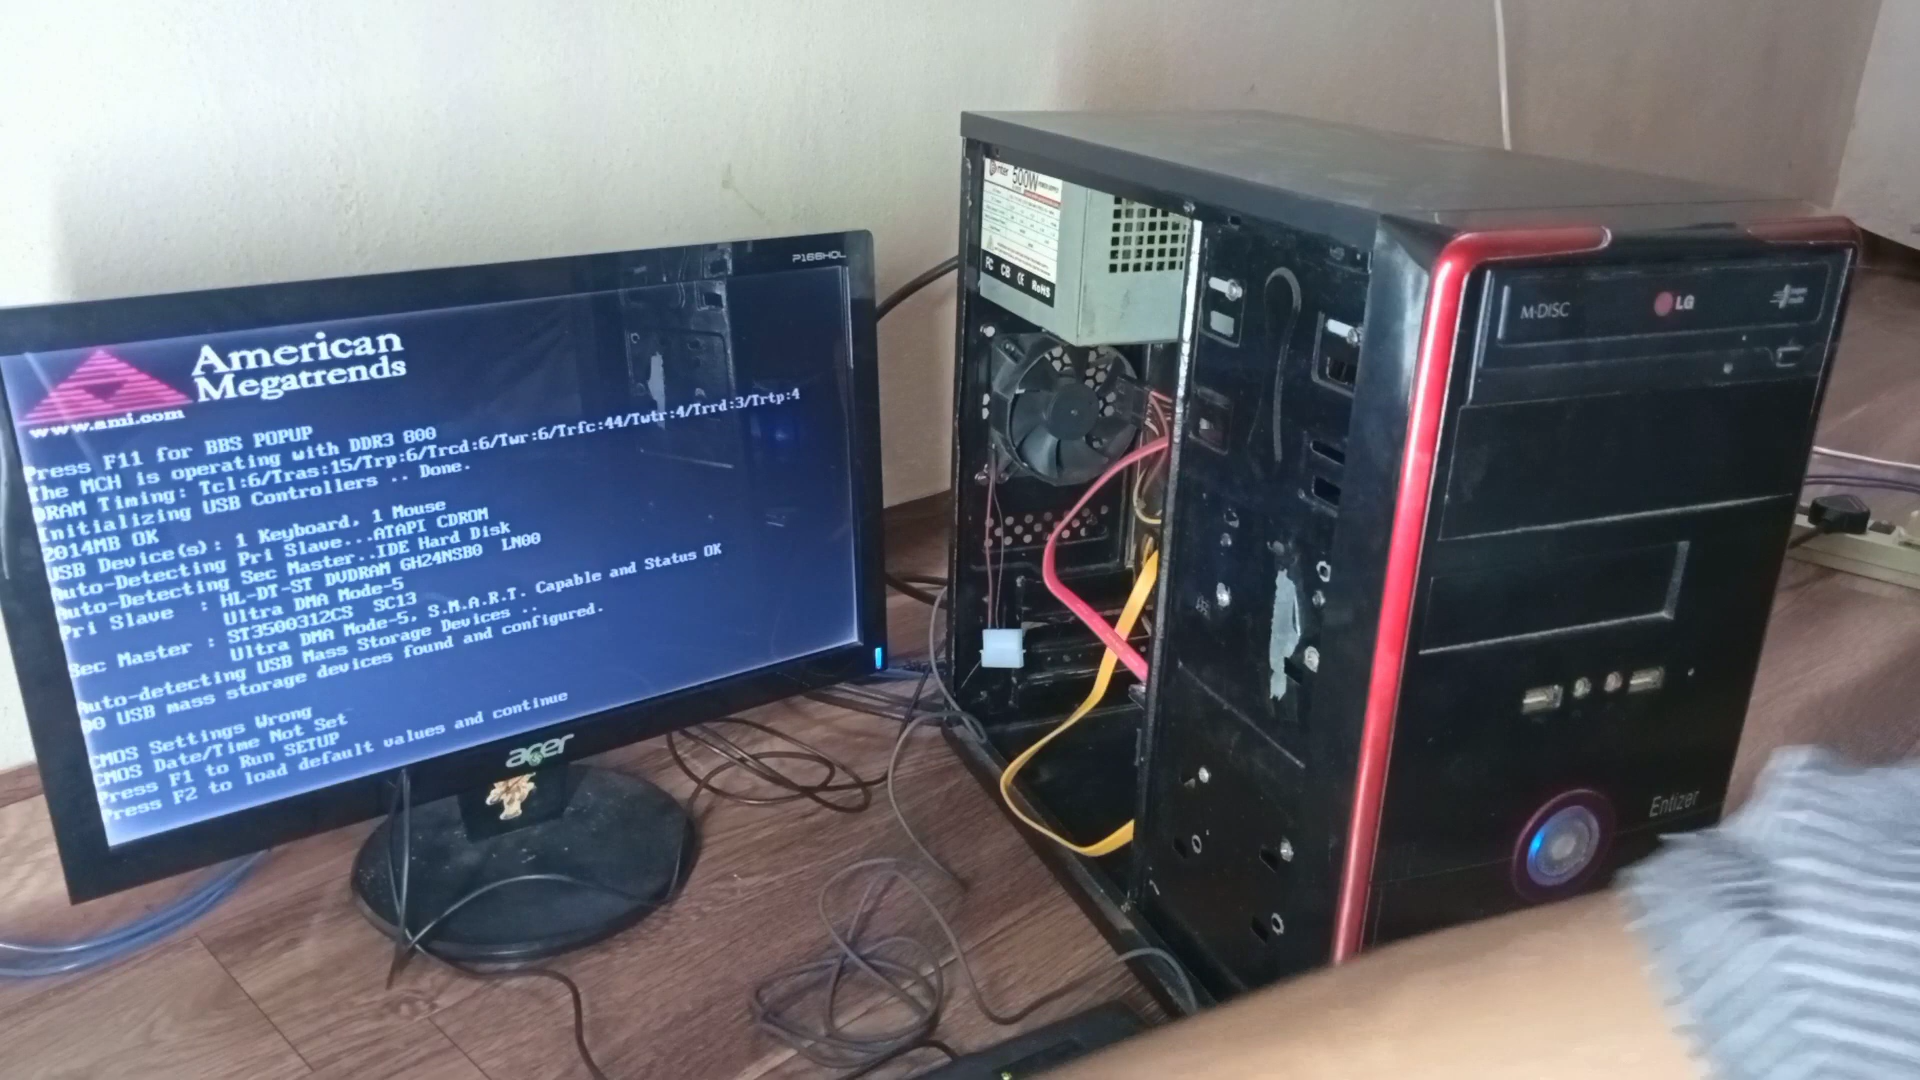 P166HQL
American
Megatrends
www.ami.com
Press F11 for BBS POPUP
The MCH is operating with DDR3 800
DRAM Timing: Tcl:6/Tras:15/Trp:6/Trcd:6/Twr:6/Trfc:44/Twtr:4/Trrd:3/Trtp:4
Initializing USB Controllers .. Done.
2014MB OK
USB Device(s): 1 Keyboard, 1 Mouse
Auto-Detecting Pri Slave...ATAPI CDROM
Auto-Detecting Sec Master..IDE Hard Disk
Pri Slave : HL-DT-ST DVDRAM GH24NSB0 LN00
Ultra DMA Mode-5
Sec Master : ST3500312CS SC13
Ultra DMA Mode-5, S.M.A.R.T. Capable and Status OK
Auto-detecting USB Mass Storage Devices ..
00 USB mass storage devices found and configured.
CMOS Settings Wrong
CMOS Date/Time Not Set
Press F1 to Run SETUP
Press F2 to load default values and continue
acer
500W
POWER SUPPLY
FC CB CE RoHS
M-DISC
LG
Entizer